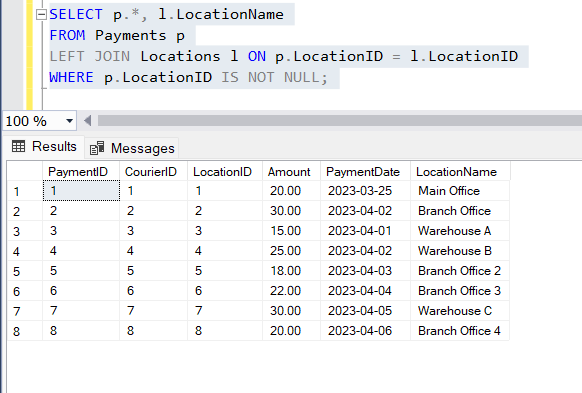 SELECT p.*, l.LocationName
FROM Payments p
LEFT JOIN Locations l ON p.LocationID = l.LocationID
WHERE p.LocationID IS NOT NULL;
100 %
Results Messages
PaymentID CourierID LocationID Amount PaymentDate LocationName
1 1 1 1 20.00 2023-03-25 Main Office
2 2 2 2 30.00 2023-04-02 Branch Office
3 3 3 3 15.00 2023-04-01 Warehouse A
4 4 4 4 25.00 2023-04-02 Warehouse B
5 5 5 5 18.00 2023-04-03 Branch Office 2
6 6 6 6 22.00 2023-04-04 Branch Office 3
7 7 7 7 30.00 2023-04-05 Warehouse C
8 8 8 8 20.00 2023-04-06 Branch Office 4